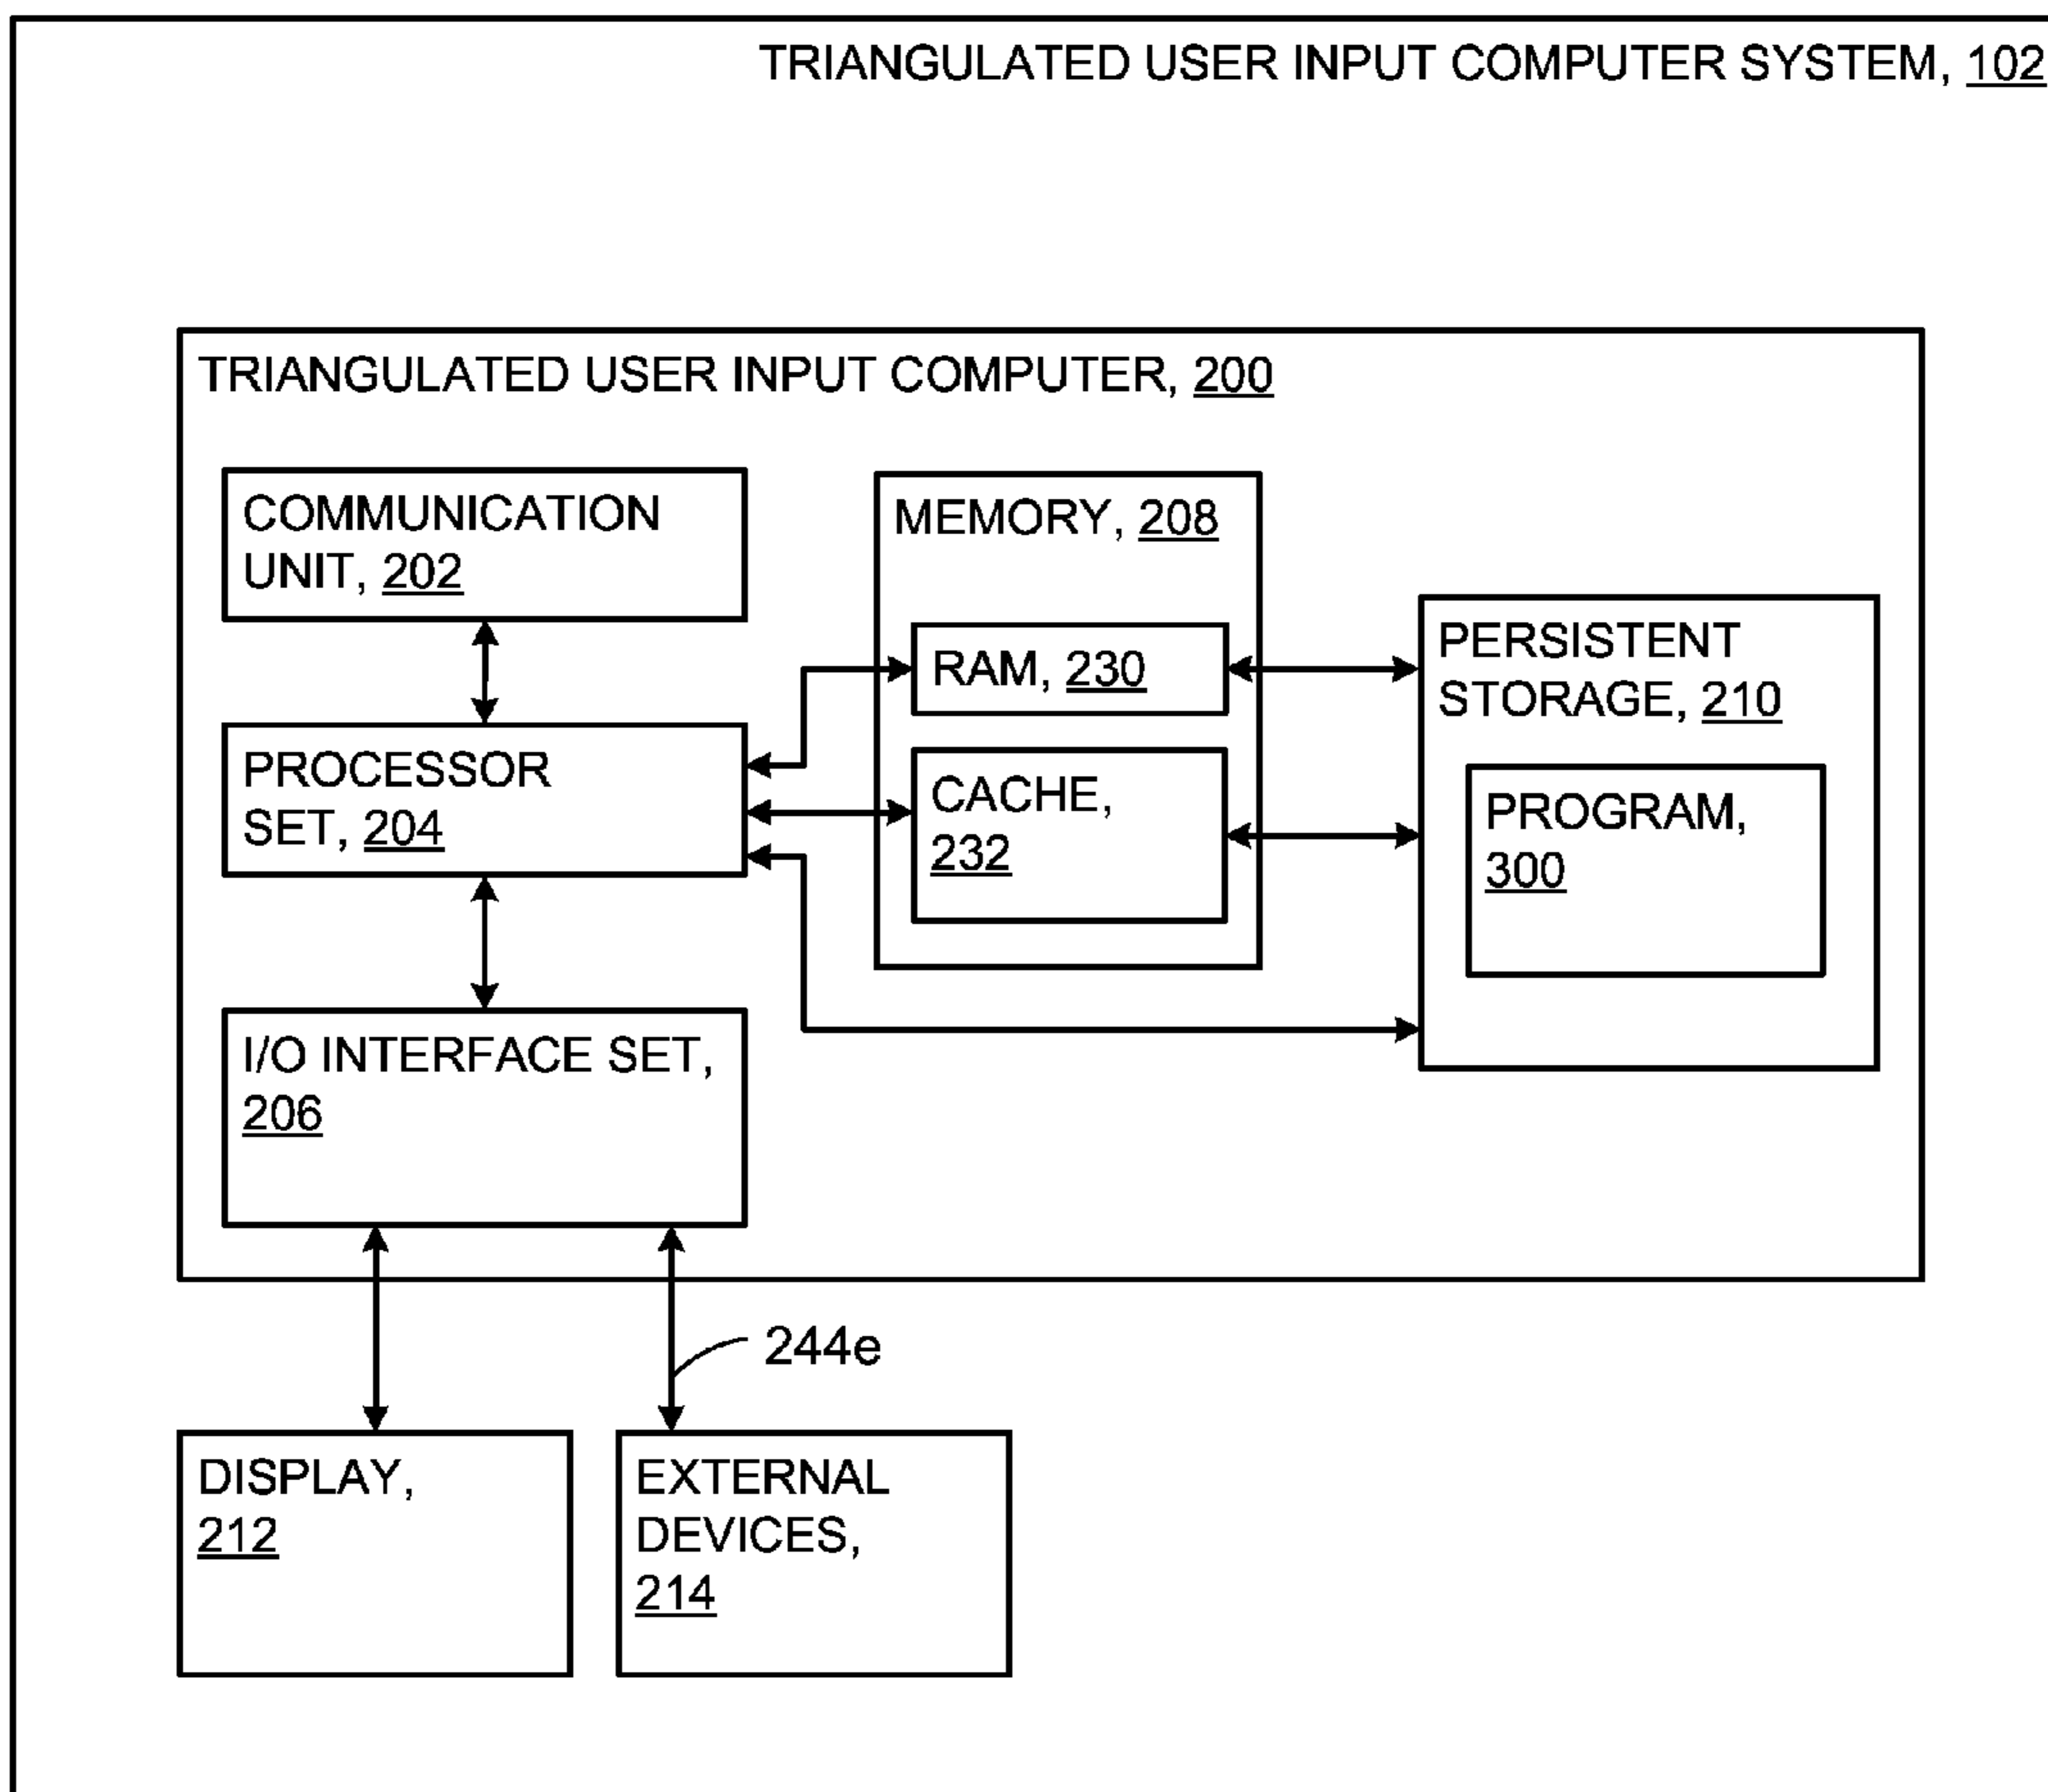 TRIANGULATED USER INPUT COMPUTER SYSTEM, 102
TRIANGULATED USER INPUT COMPUTER, 200
COMMUNICATION
UNIT, 202
MEMORY, 208
RAM, 230
PERSISTENT
STORAGE, 210
PROCESSOR
SET, 204
CACHE,
232
PROGRAM,
300
I/O INTERFACE SET,
206
244e
DISPLAY,
212
EXTERNAL
DEVICES,
214